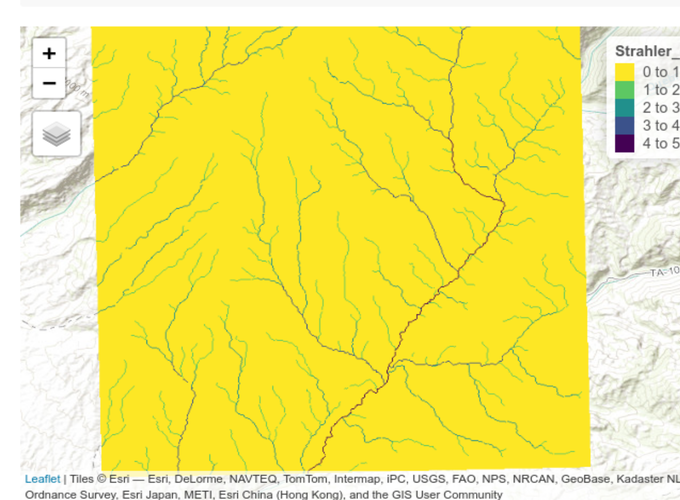 +
Strahler_
0 to 1
1 to 2
2 to 3
3 to 4
4 to 5
−
TA-10
Leaflet | Tiles © Esri — Esri, DeLorme, NAVTEQ, TomTom, Intermap, iPC, USGS, FAO, NPS, NRCAN, GeoBase, Kadaster NL
Ordnance Survey, Esri Japan, METI, Esri China (Hong Kong), and the GIS User Community